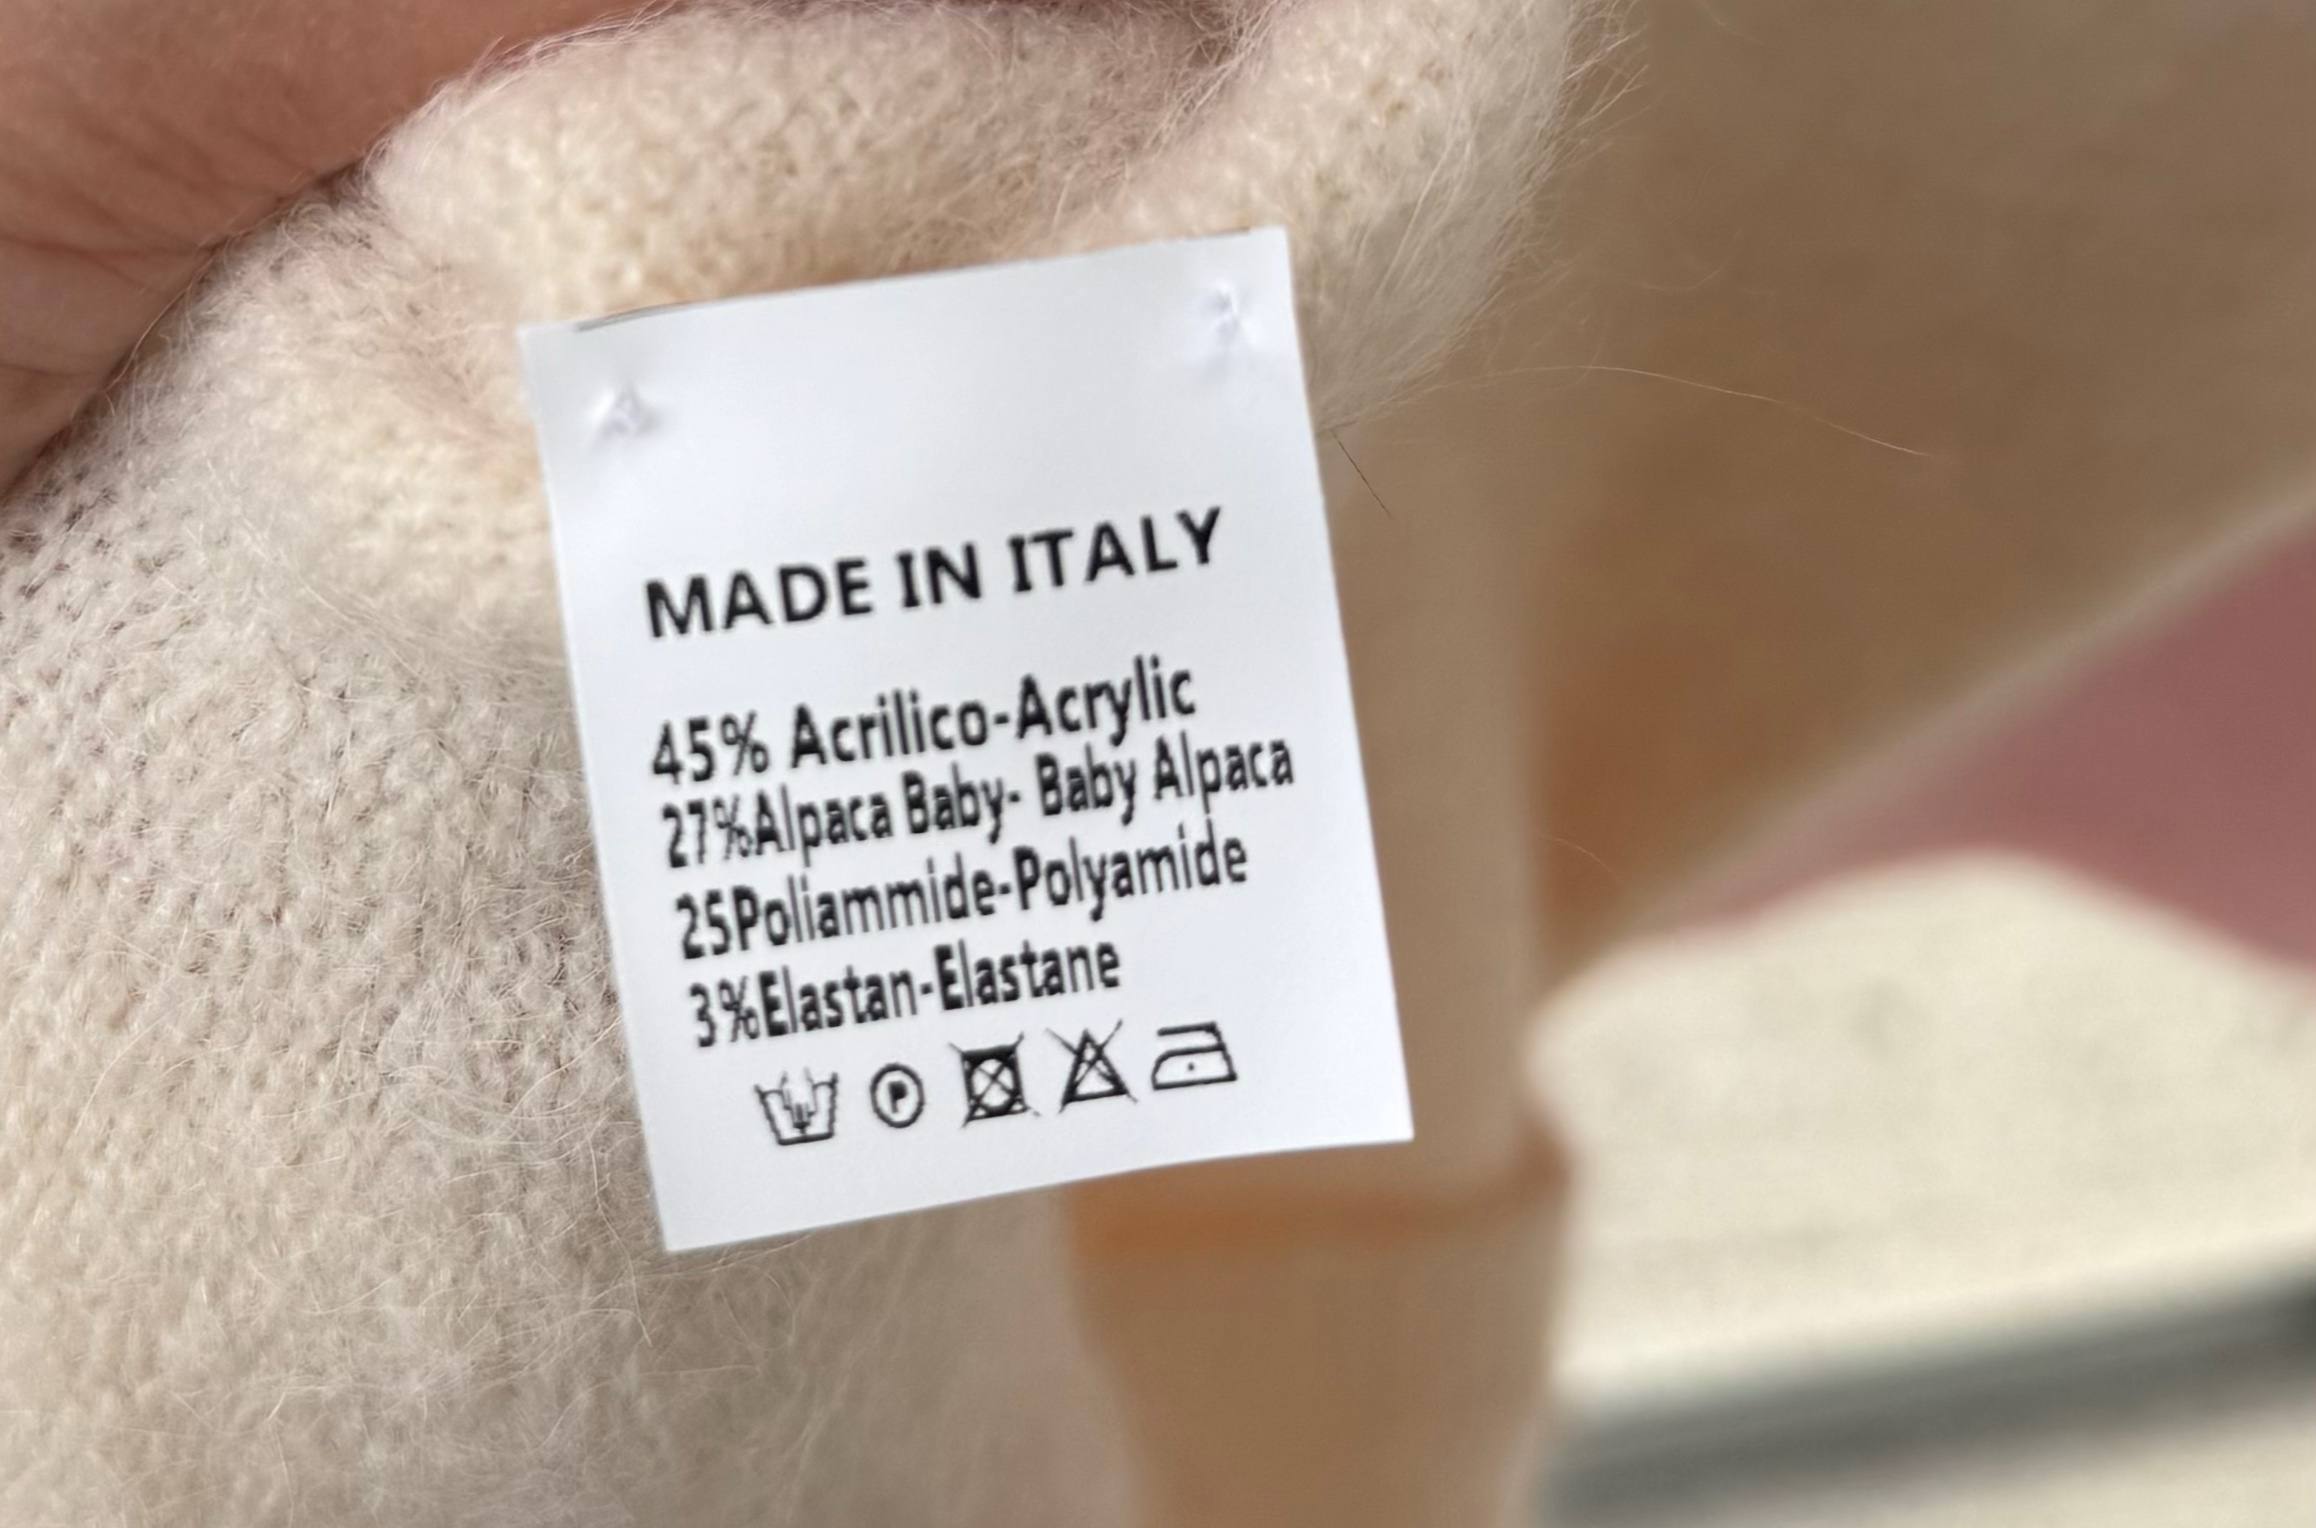 MADE IN ITALY
45% Acrilico-Acrylic
27%Alpaca Baby- Baby Alpaca
25Poliammide-Polyamide
3%Elastan-Elastane
P